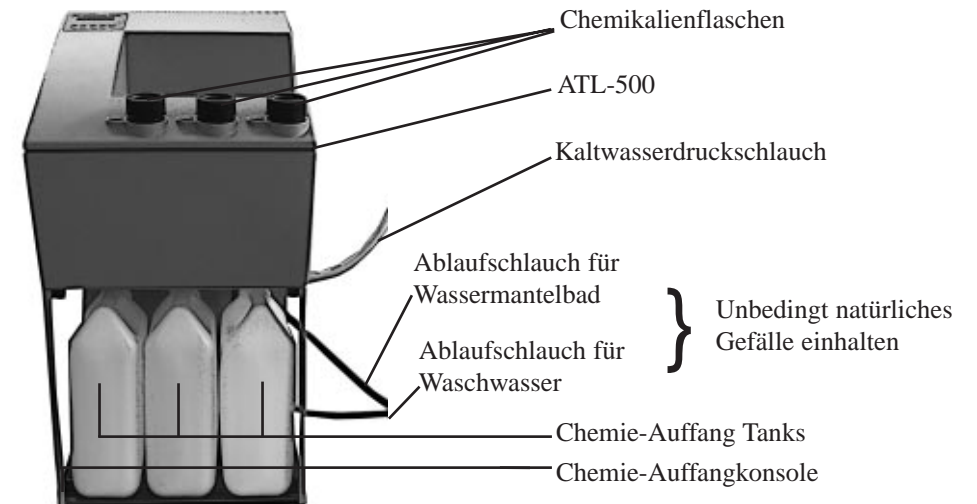 Chemikalienflaschen
ATL-500
Kaltwasserdruckschlauch
Ablaufschlauch für
Wassermantelbad
Unbedingt natürliches
Gefälle einhalten
Ablaufschlauch für
Waschwasser
Chemie-Auffang Tanks
Chemie-Auffangkonsole